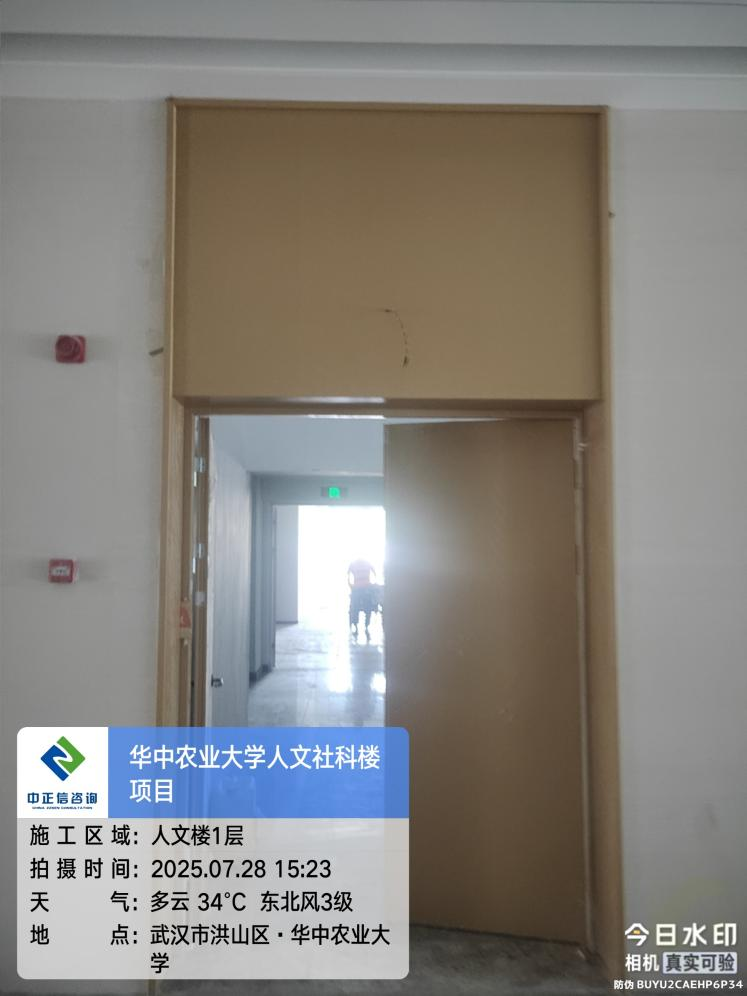 华中农业大学人文社科楼
项目
中正信咨询
CHINA ZZXEN CONSULTATION
施工区域：人文楼1层
拍摄时间：2025.07.28 15:23
天气：多云 34℃ 东北风3级
地点：武汉市洪山区·华中农业大
学
今日水印
相机真实可验
防伪 BUYU2CAEHP6P34